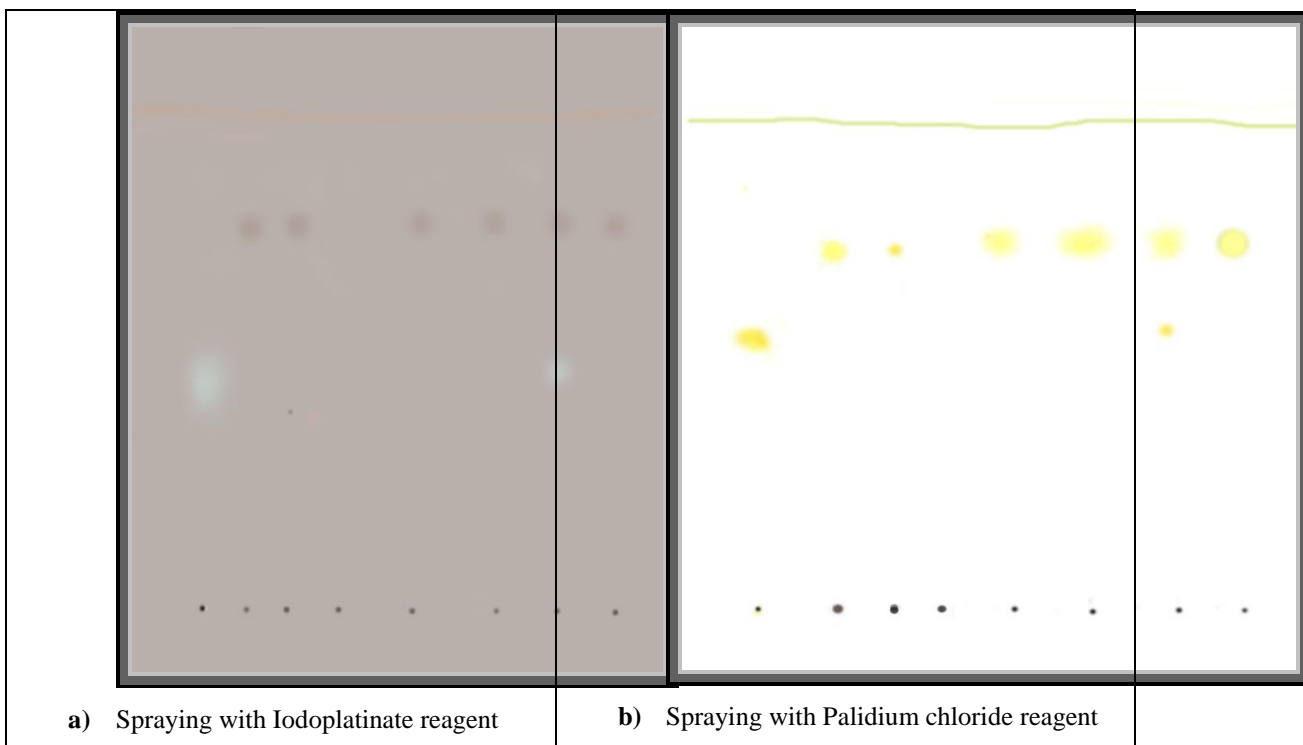 a) Spraying with Iodoplatinate reagent
b) Spraying with Palidium chloride reagent